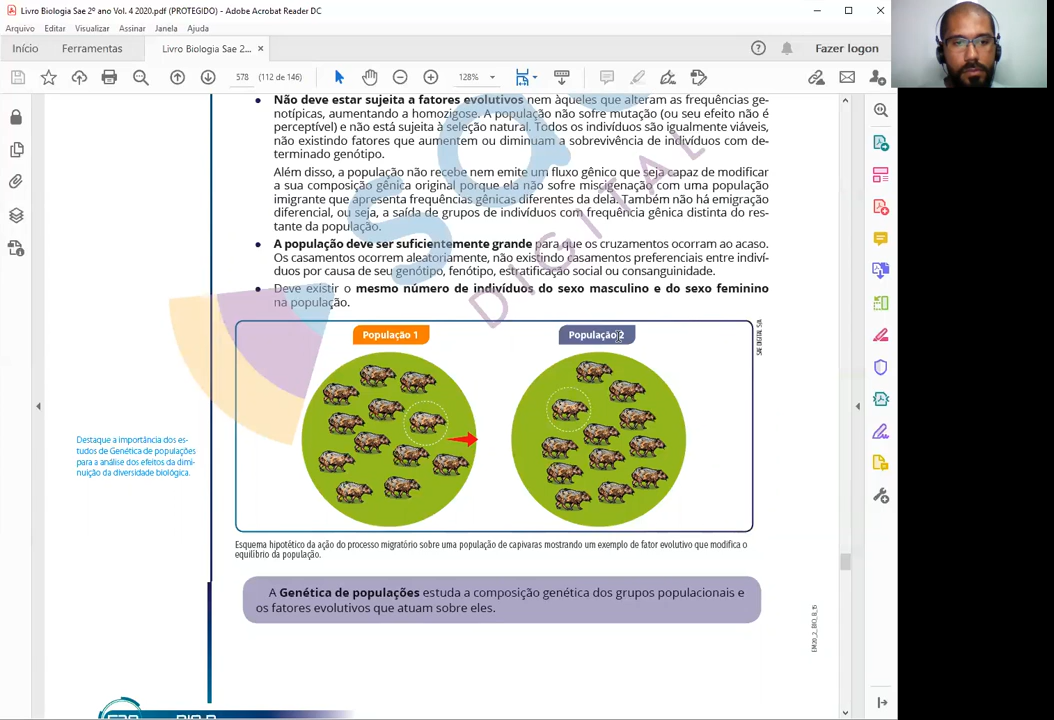 Livro Biologia Sae 2º ano Vol. 4 2020.pdf (PROTEGIDO) - Adobe Acrobat Reader DC
Arquivo Editar Visualizar Assinar Janela Ajuda
Início Ferramentas Livro Biologia Sae 2... × Fazer logon
578 (112 de 146) 128%
Não deve estar sujeita a fatores evolutivos nem àqueles que alteram as frequências ge-
notípicas, aumentando a homozigose. A população não sofre mutação (ou seu efeito não é
perceptível) e não está sujeita à seleção natural. Todos os indivíduos são igualmente viáveis,
não existindo fatores que aumentem ou diminuam a sobrevivência de indivíduos com de-
terminado genótipo.
Além disso, a população não recebe nem emite um fluxo gênico que seja capaz de modificar
a sua composição gênica original porque ela não sofre miscigenação com uma população
imigrante que apresenta frequências gênicas diferentes da dela. Também não há emigração
diferencial, ou seja, a saída de grupos de indivíduos com frequência gênica distinta do res-
tante da população.
A população deve ser suficientemente grande para que os cruzamentos ocorram ao acaso.
Os casamentos ocorrem aleatoriamente, não existindo casamentos preferenciais entre indiví-
duos por causa de seu genótipo, fenótipo, estratificação social ou consanguinidade.
Deve existir o mesmo número de indivíduos do sexo masculino e do sexo feminino
na população.
População 1
População 2
SAE DIGITAL S/A
Destaque a importância dos es-
tudos de Genética de populações
para a análise dos efeitos da dimi-
nuição da diversidade biológica.
Esquema hipotético da ação do processo migratório sobre uma população de capivaras mostrando um exemplo de fator evolutivo que modifica o
equilíbrio da população.
A Genética de populações estuda a composição genética dos grupos populacionais e
os fatores evolutivos que atuam sobre eles.
EM20_2_BIO_B_15
DIGITAL